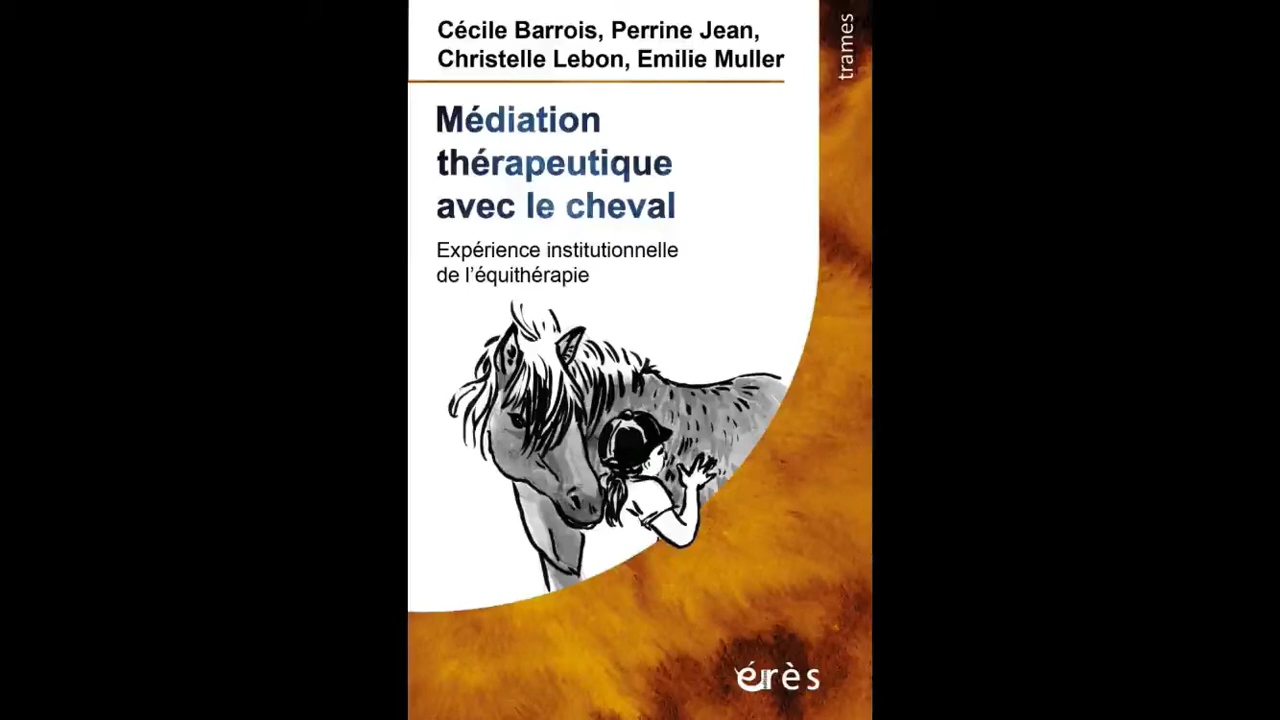 Cécile Barrois, Perrine Jean,
Christelle Lebon, Emilie Muller
trames
Médiation
thérapeutique
avec le cheval
Expérience institutionnelle
de l’équithérapie
érès